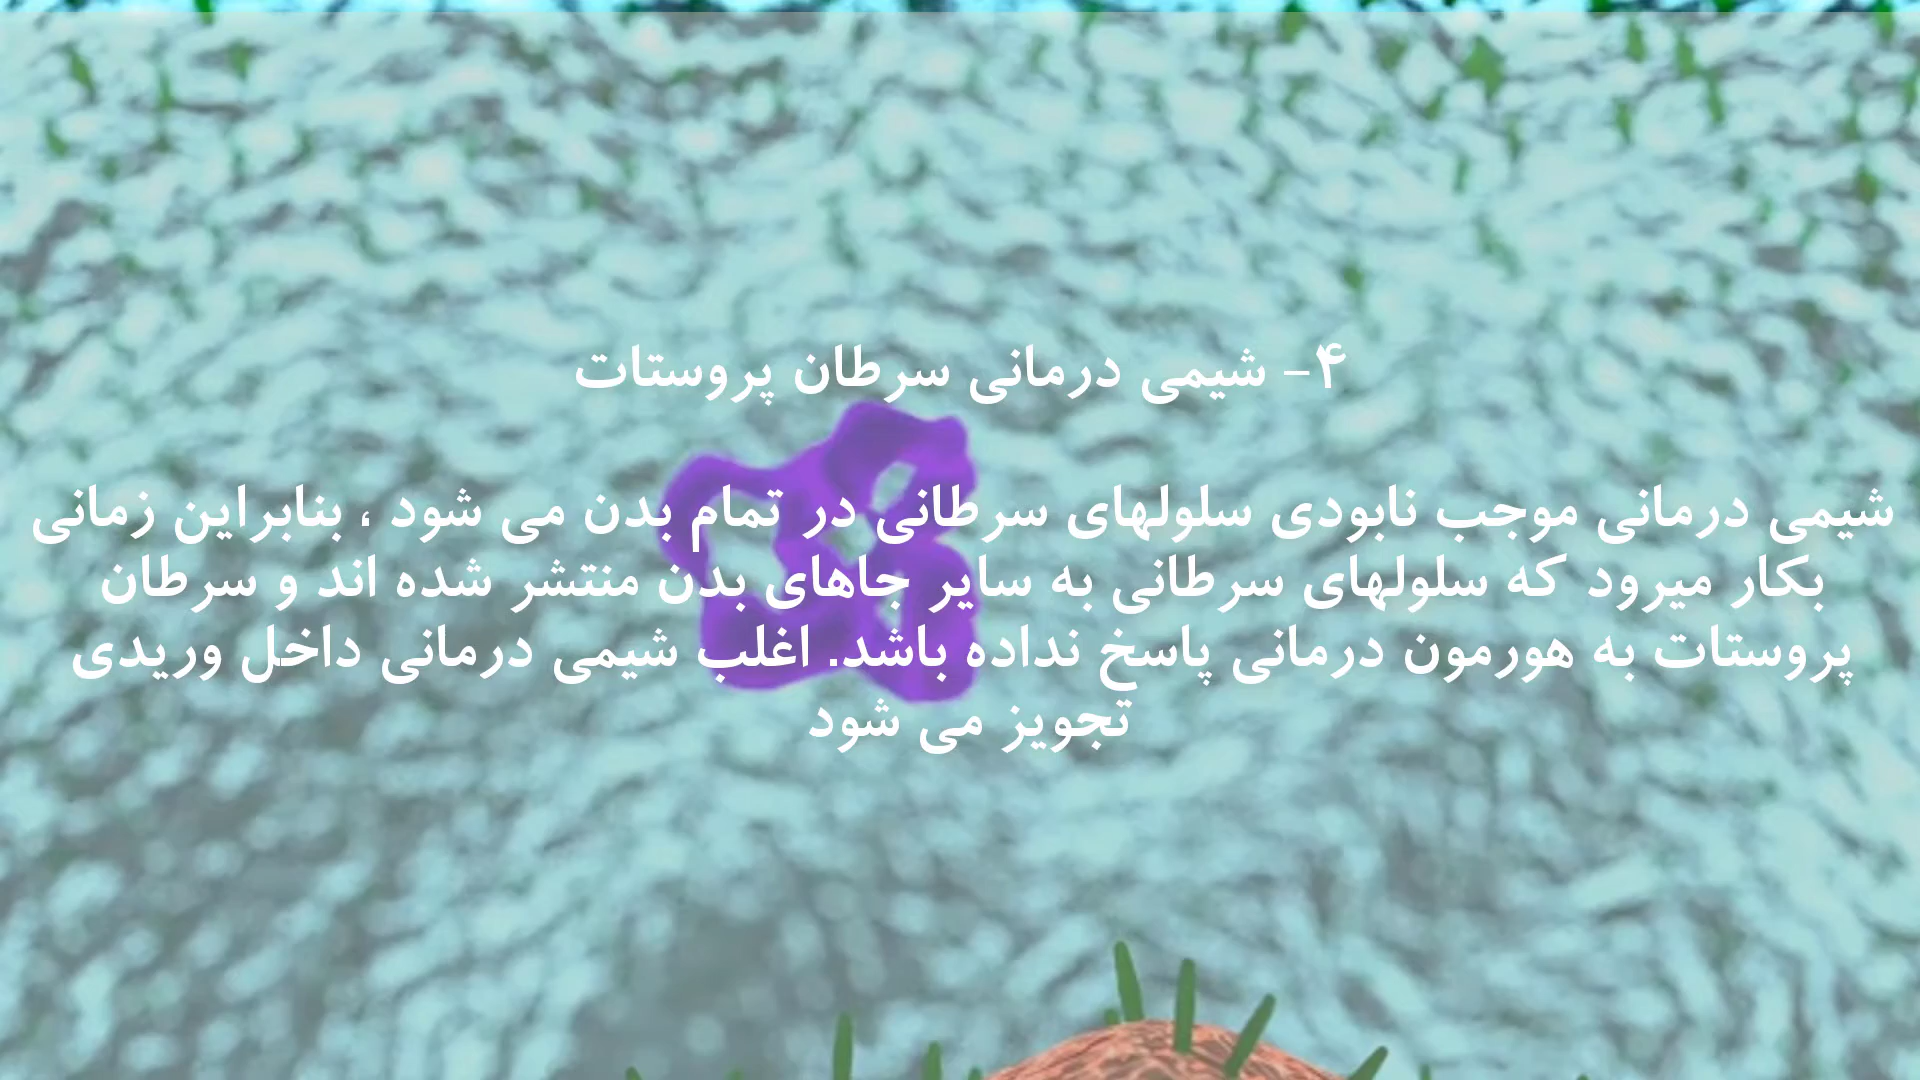 ۴- شیمی درمانی سرطان پروستات
شیمی درمانی موجب نابودی سلولهای سرطانی در تمام بدن می شود ، بنابراین زمانی
بکار میرود که سلولهای سرطانی به سایر جاهای بدن منتشر شده اند و سرطان
پروستات به هورمون درمانی پاسخ نداده باشد. اغلب شیمی درمانی داخل وریدی
تجویز می شود